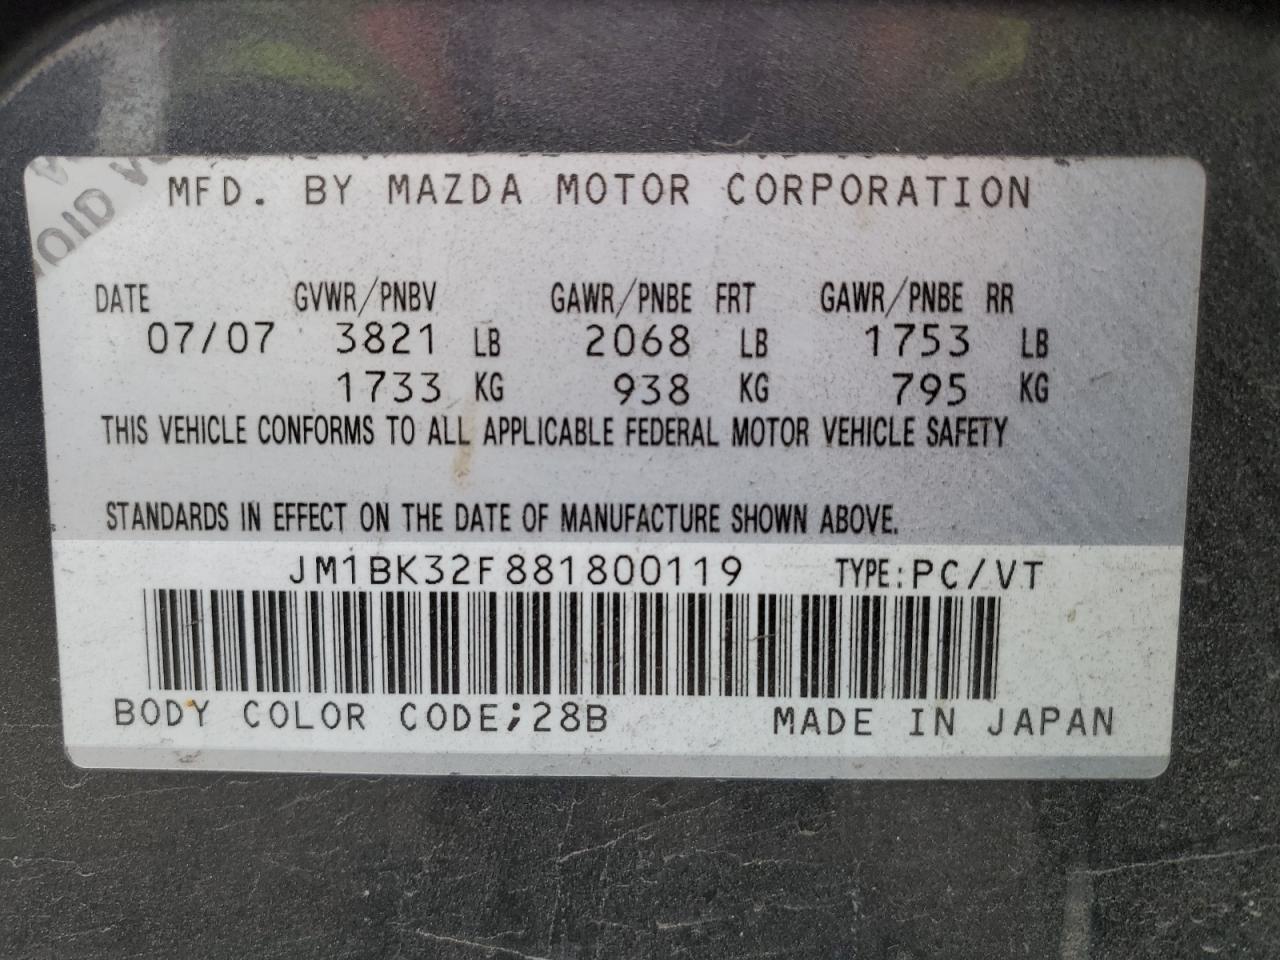 VOID V
MFD. BY MAZDA MOTOR CORPORATION
DATE GVWR/PNBV GAWR/PNBE FRT GAWR/PNBE RR
07/07 3821 LB 2068 LB 1753 LB
1733 KG 938 KG 795 KG
THIS VEHICLE CONFORMS TO ALL APPLICABLE FEDERAL MOTOR VEHICLE SAFETY
STANDARDS IN EFFECT ON THE DATE OF MANUFACTURE SHOWN ABOVE.
JM1BK32F881800119 TYPE:PC/VT
BODY COLOR CODE;28B MADE IN JAPAN